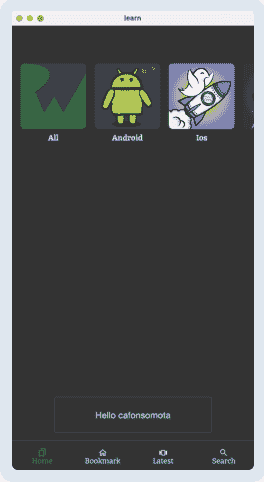 learn
All
Android
Ios
Hello cafonsomota
Home
Bookmark
Latest
Search